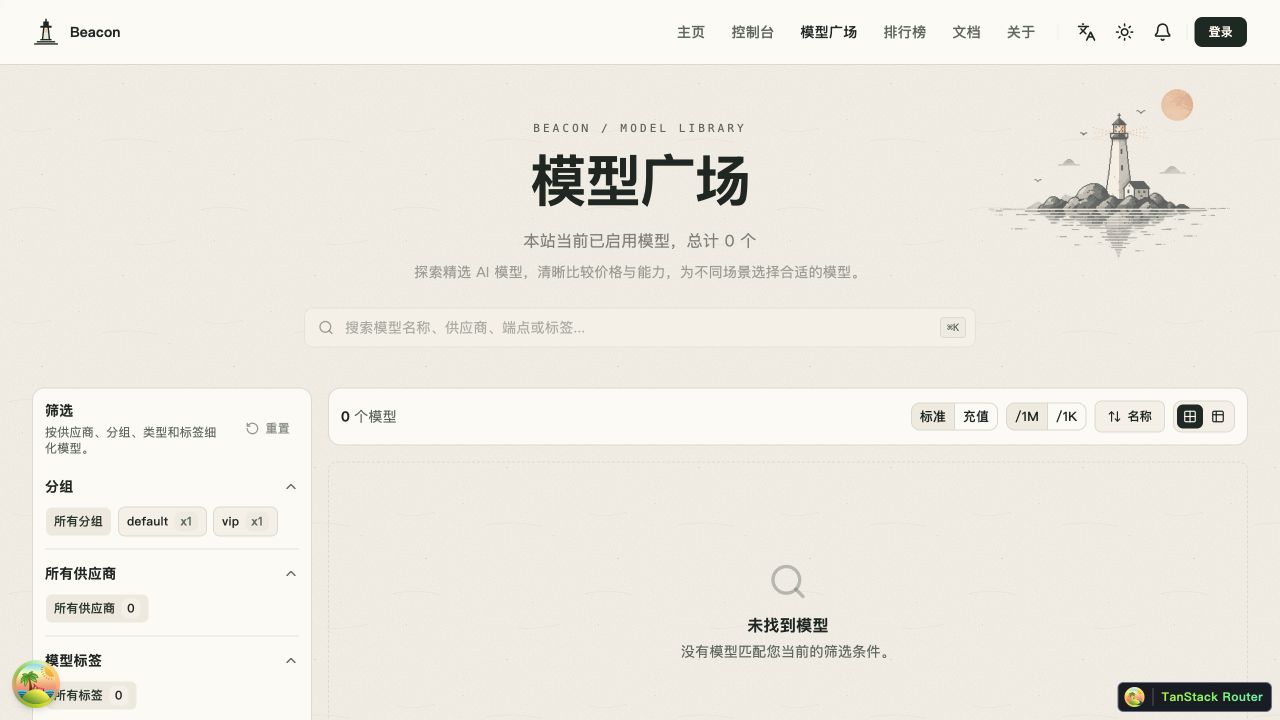 Beacon
主页 控制台 模型广场 排行榜 文档 关于 登录
BEACON / MODEL LIBRARY
模型广场
本站当前已启用模型，总计 0 个
探索精选 AI 模型，清晰比较价格与能力，为不同场景选择合适的模型。
搜索模型名称、供应商、端点或标签... ⌘K
筛选
按供应商、分组、类型和标签细
化模型。
重置
分组
所有分组 default x1 vip x1
所有供应商
所有供应商 0
模型标签
所有标签 0
0 个模型
标准 充值 /1M /1K 名称
未找到模型
没有模型匹配您当前的筛选条件。
TanStack Router